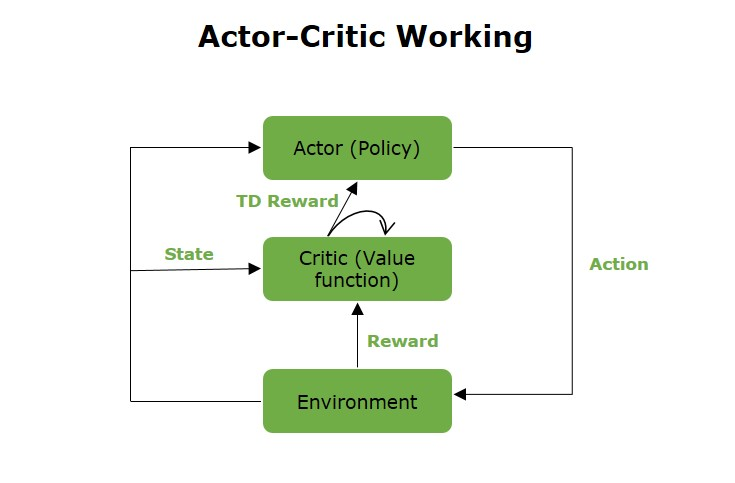 Actor–Critic Working
Actor (Policy)
TD Reward
State
Critic (Value
function)
Action
Reward
Environment